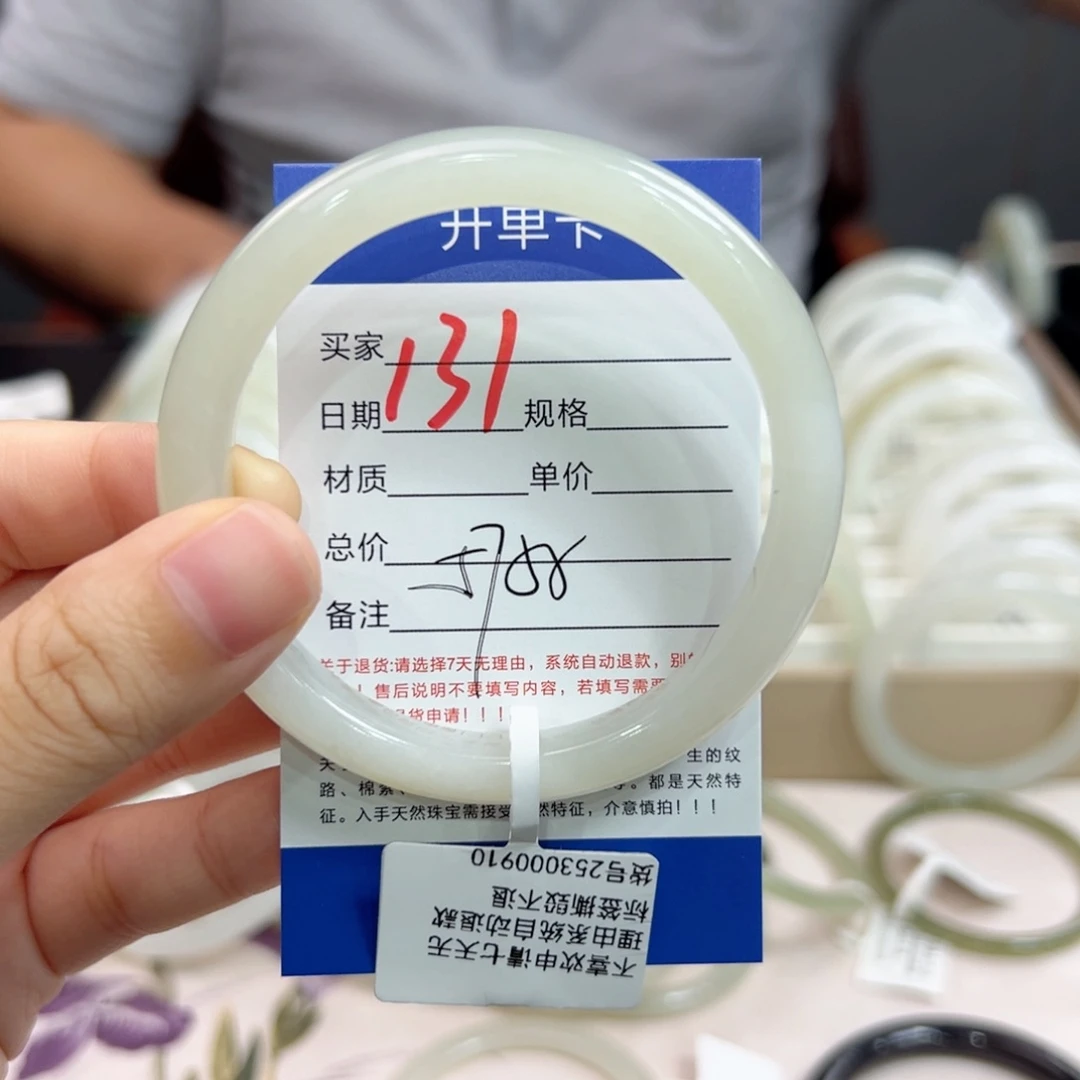 开单卡
买家
131
日期 规格
材质 单价
总价
备注
关于退货:请选择7天无理由，系统自动退款，别
！售后说明不要填写内容，若填写需要
货申请！！！
生的纹
路、棉絮、 等。都是天然特
征。入手天然珠宝需接受 然特征，介意慎拍！！！
不喜欢申请七天无
理由系统自动退款
标签撕毁不退
货号253000910